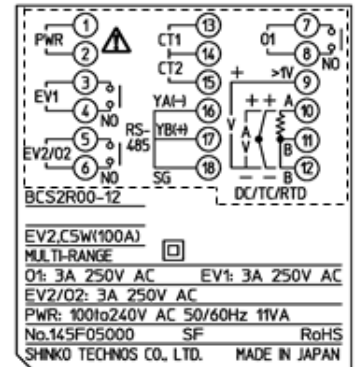 PWR 1 2
CT1 13 14
CT2 15
O1 7 8 NO
EV1 3 4 NO
EV2/O2 5 6 NO
RS-485 YA(-) 16
YB(+) 17
SG 18
+ >1V 9
V + + A 10
A V B 11
- - B 12
DC/TC/RTD
BCS2R00-12
EV2,C5W(100A)
MULTI-RANGE
O1: 3A 250V AC EV1: 3A 250V AC
EV2/O2: 3A 250V AC
PWR: 100to240V AC 50/60Hz 11VA
No.145F05000 SF RoHS
SHINKO TECHNOS CO., LTD. MADE IN JAPAN